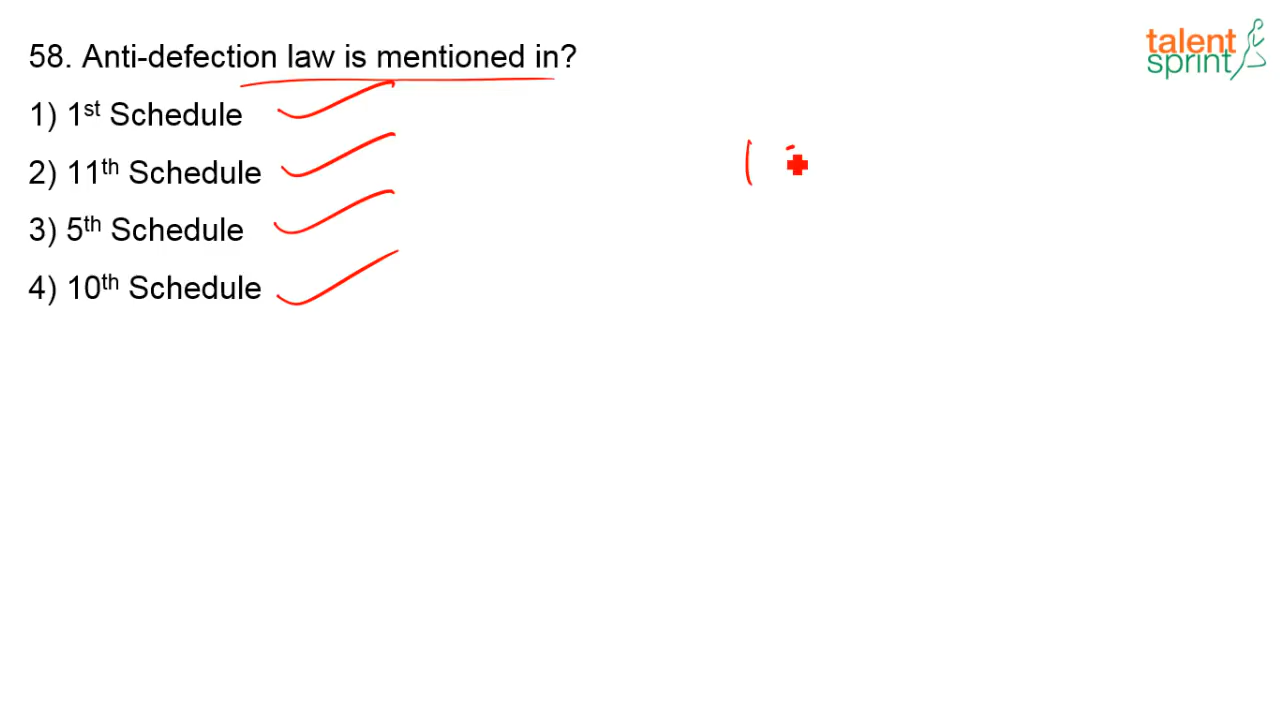 58. Anti-defection law is mentioned in?
talent
sprint
1) 1st Schedule
2) 11th Schedule
3) 5th Schedule
4) 10th Schedule